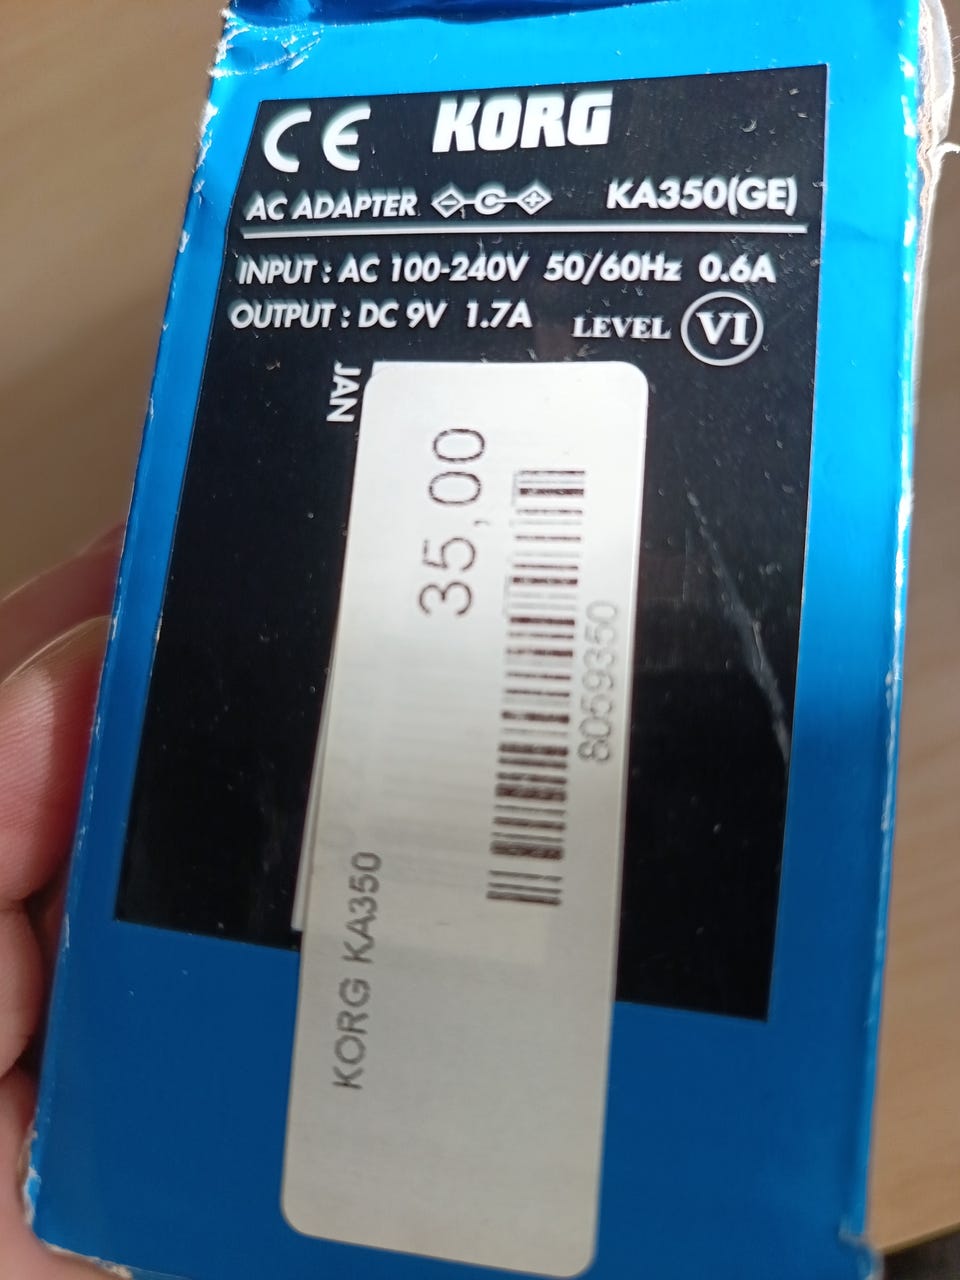 CE KORG
AC ADAPTER KA350(GE)
INPUT : AC 100-240V 50/60Hz 0.6A
OUTPUT : DC 9V 1.7A LEVEL VI
JAN
35,00
8059350
KORG KA350